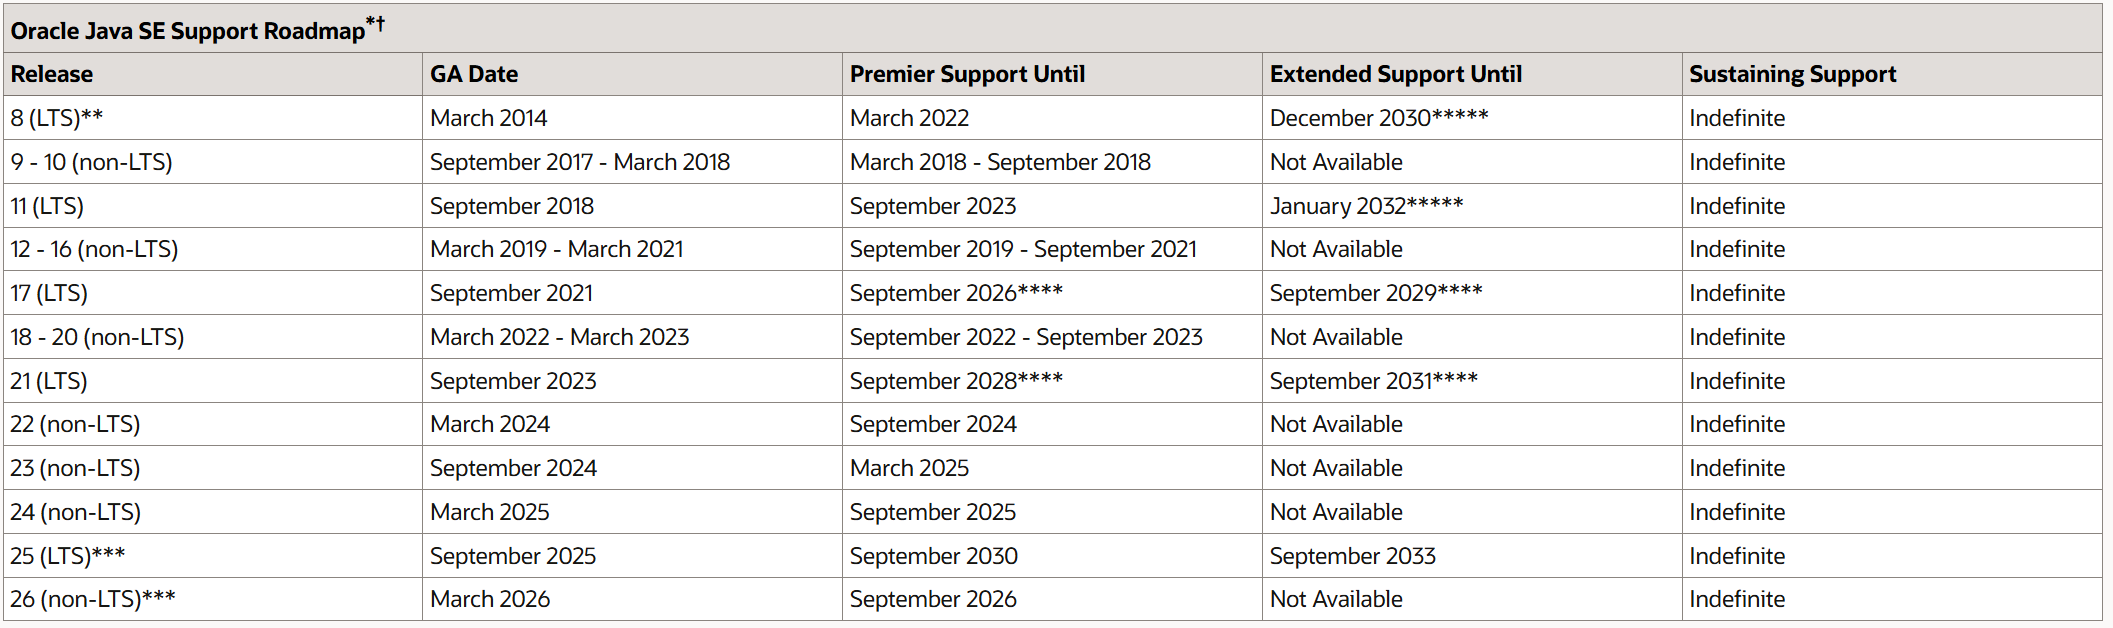 Oracle Java SE Support Roadmap*†
Release GA Date Premier Support Until Extended Support Until Sustaining Support
8 (LTS)** March 2014 March 2022 December 2030***** Indefinite
9 - 10 (non-LTS) September 2017 - March 2018 March 2018 - September 2018 Not Available Indefinite
11 (LTS) September 2018 September 2023 January 2032***** Indefinite
12 - 16 (non-LTS) March 2019 - March 2021 September 2019 - September 2021 Not Available Indefinite
17 (LTS) September 2021 September 2026**** September 2029**** Indefinite
18 - 20 (non-LTS) March 2022 - March 2023 September 2022 - September 2023 Not Available Indefinite
21 (LTS) September 2023 September 2028**** September 2031**** Indefinite
22 (non-LTS) March 2024 September 2024 Not Available Indefinite
23 (non-LTS) September 2024 March 2025 Not Available Indefinite
24 (non-LTS) March 2025 September 2025 Not Available Indefinite
25 (LTS)*** September 2025 September 2030 September 2033 Indefinite
26 (non-LTS)*** March 2026 September 2026 Not Available Indefinite